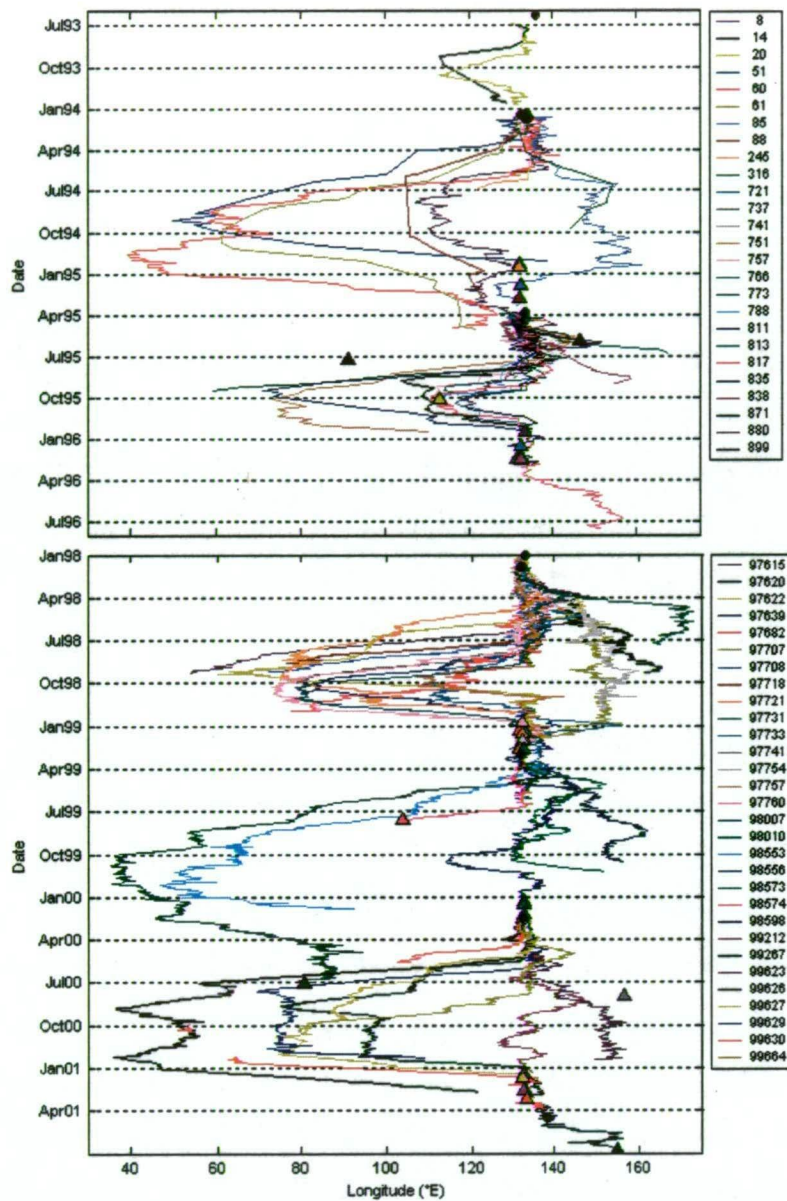 Jul93
Oct93
Jan94
Apr94
Jul94
Oct94
Jan95
Apr95
Jul95
Oct95
Jan96
Apr96
Jul96
Date
8
14
20
51
60
61
85
88
246
316
721
737
741
751
757
766
773
788
811
813
817
835
838
871
880
899
Jan98
Apr98
Jul98
Oct98
Jan99
Apr99
Jul99
Oct99
Jan00
Apr00
Jul00
Oct00
Jan01
Apr01
Date
40
60
80
100
120
140
160
Longitude (°E)
97615
97620
97622
97639
97682
97707
97708
97718
97721
97731
97733
97741
97754
97757
97760
98007
98010
98553
98556
98573
98574
98598
99212
99267
99623
99626
99627
99629
99630
99664